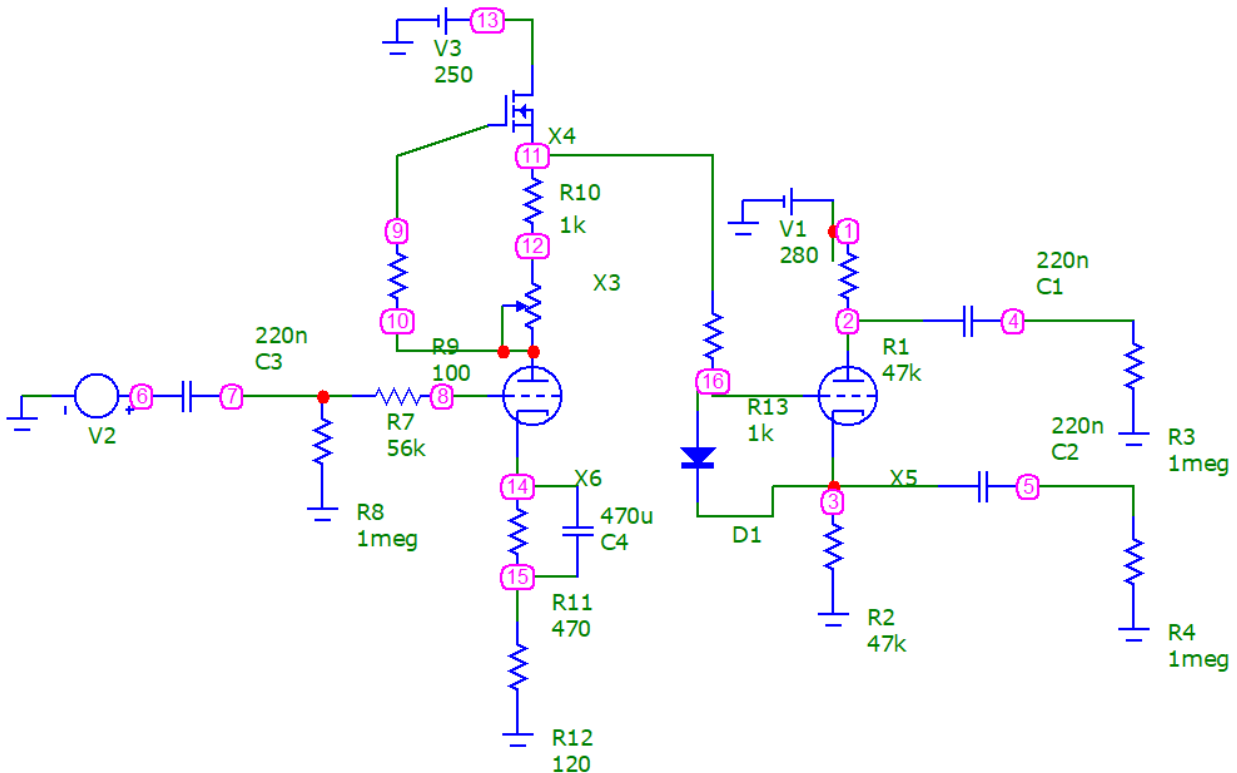 13
V3
250
X4
11
R10
1k
9
12
V1
280
1
X3
220n
C1
10
2
4
220n
C3
R9
100
R1
47k
16
6
7
8
V2
R7
56k
R13
1k
220n
C2
R3
1meg
14
X6
X5
3
5
R8
1meg
470u
C4
D1
15
R11
470
R2
47k
R4
1meg
R12
120
- +